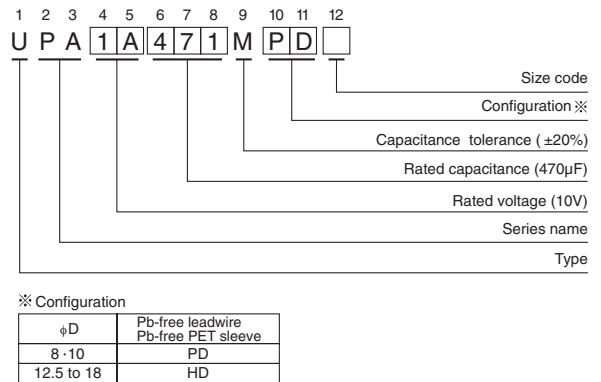 1 2 3 4 5 6 7 8 9 10 11 12
U P A 1 A 4 7 1 M P D
Size code
Configuration※
Capacitance tolerance ( ±20%)
Rated capacitance (470µF)
Rated voltage (10V)
Series name
Type
※ Configuration
ϕD
Pb-free leadwire
Pb-free PET sleeve
8 · 10 PD
12.5 to 18 HD